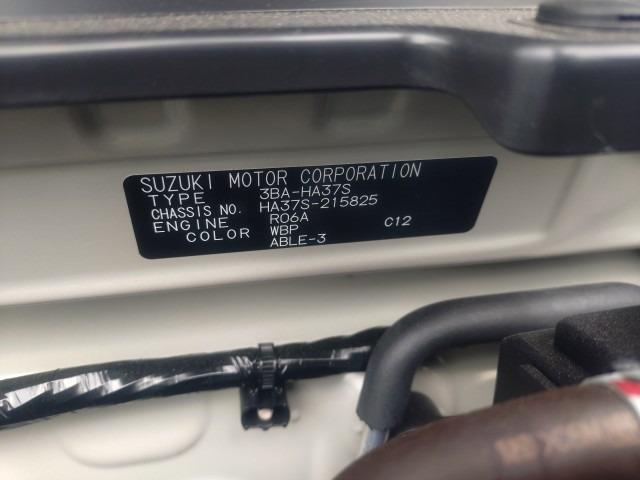 SUZUKI MOTOR CORPORATION
TYPE 3BA-HA37S
CHASSIS NO. HA37S-215825
ENGINE R06A C12
COLOR WBP
ABLE-3